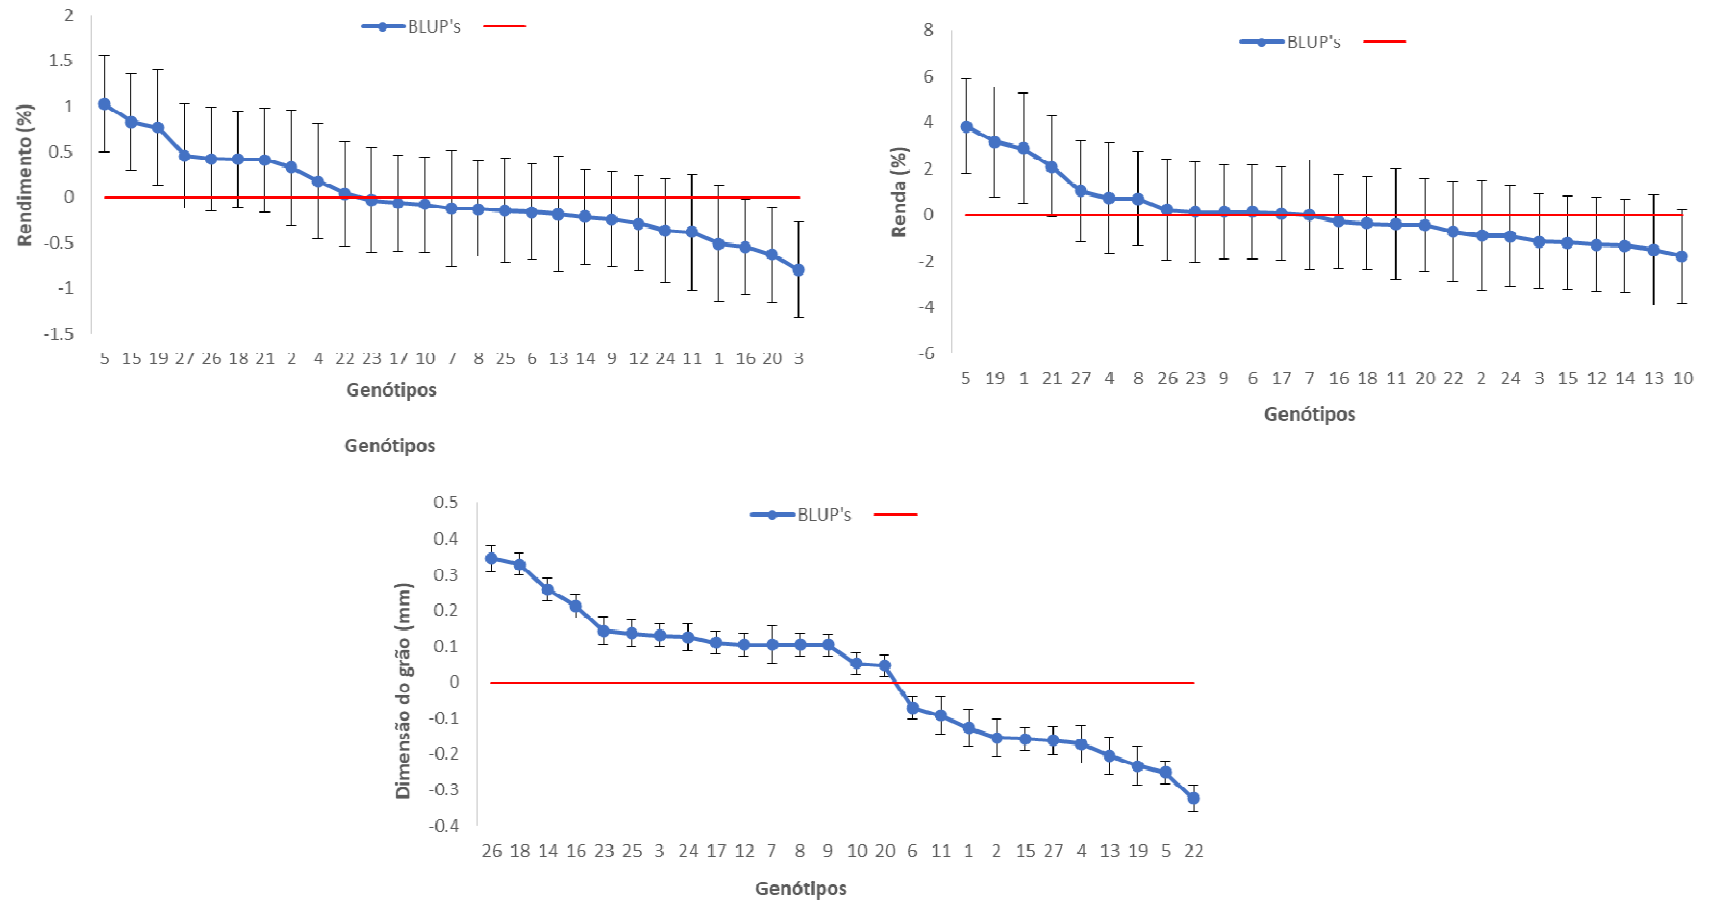 BLUP's
Rendimento (%)
2
1.5
1
0.5
0
-0.5
-1
-1.5
5 15 19 27 26 18 21 2 4 22 23 17 10 7 8 25 6 13 14 9 12 24 11 1 16 20 3
Genótipos
Genótipos
BLUP's
Renda (%)
8
6
4
2
0
-2
-4
-6
5 19 1 21 27 4 8 26 23 9 6 17 7 16 18 11 20 22 2 24 3 15 12 14 13 10
Genótipos
BLUP's
Dimensão do grão (mm)
0.5
0.4
0.3
0.2
0.1
0
-0.1
-0.2
-0.3
-0.4
26 18 14 16 23 25 3 24 17 12 7 8 9 10 20 6 11 1 2 15 27 4 13 19 5 22
Genótipos